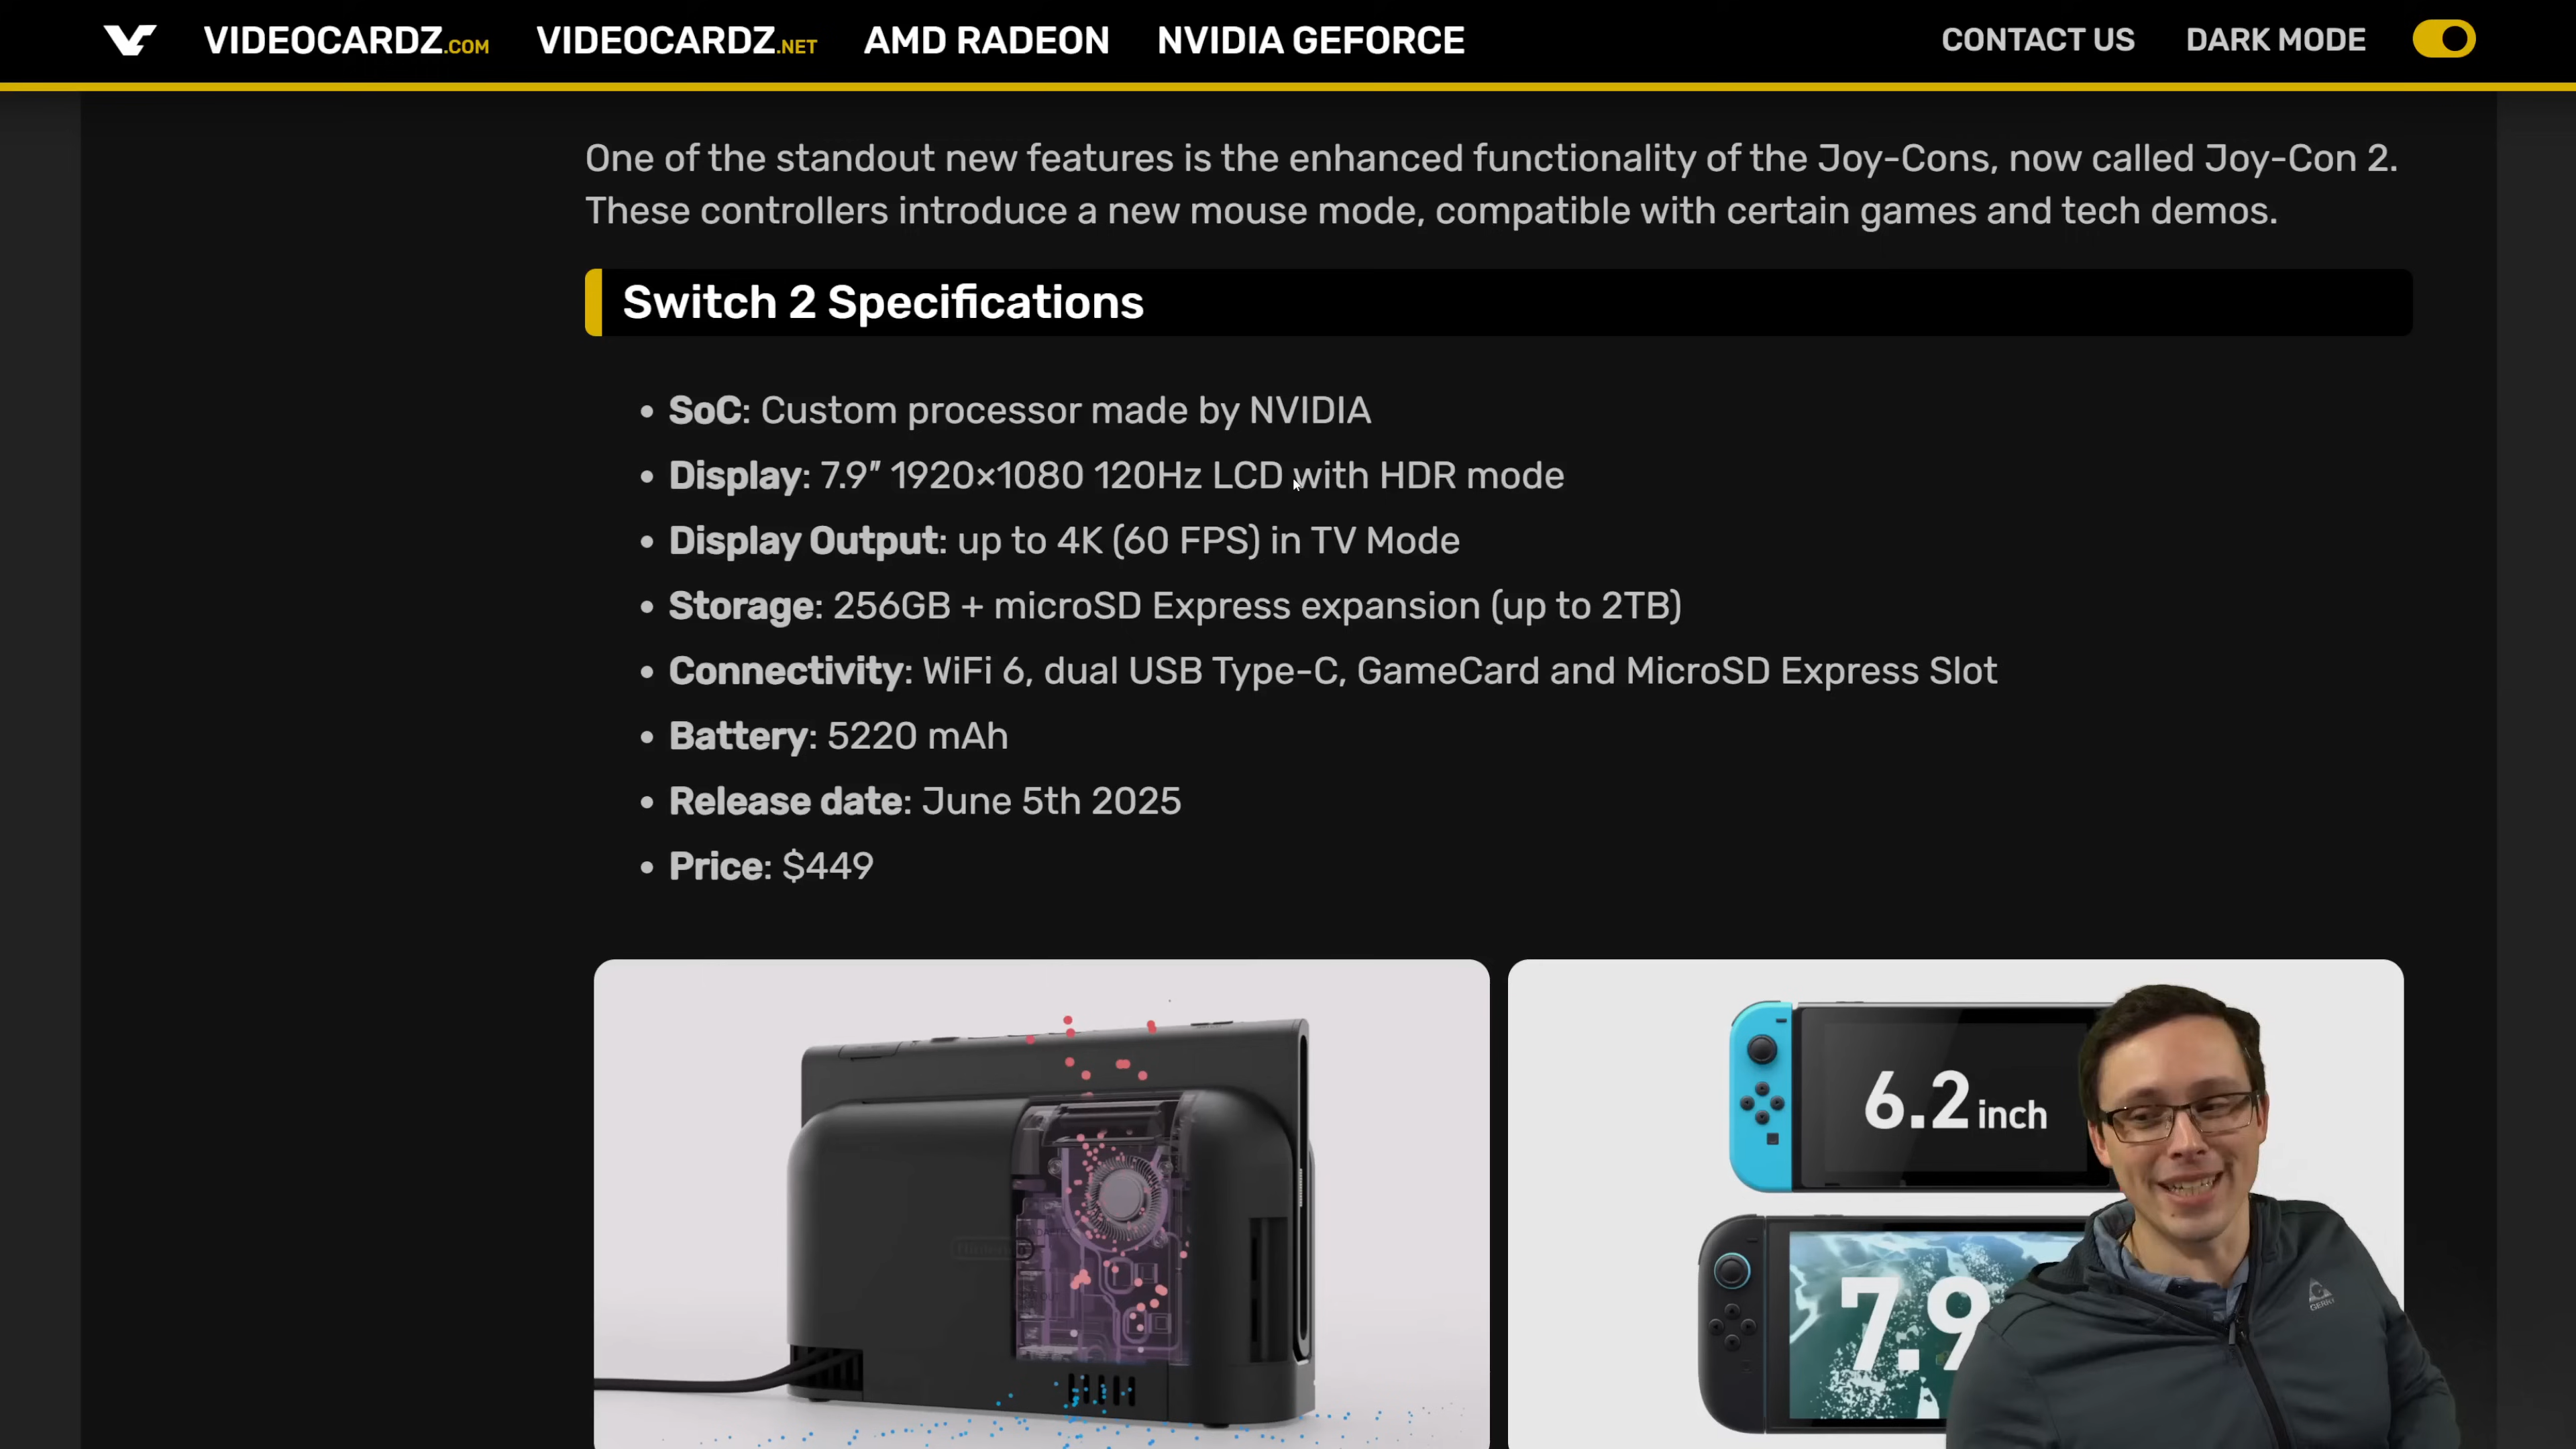 VIDEOCARDZ.COM VIDEOCARDZ.NET AMD RADEON NVIDIA GEFORCE CONTACT US DARK MODE
One of the standout new features is the enhanced functionality of the Joy-Cons, now called Joy-Con 2.
These controllers introduce a new mouse mode, compatible with certain games and tech demos.
Switch 2 Specifications
• SoC: Custom processor made by NVIDIA
• Display: 7.9″ 1920×1080 120Hz LCD with HDR mode
• Display Output: up to 4K (60 FPS) in TV Mode
• Storage: 256GB + microSD Express expansion (up to 2TB)
• Connectivity: WiFi 6, dual USB Type-C, GameCard and MicroSD Express Slot
• Battery: 5220 mAh
• Release date: June 5th 2025
• Price: $449
6.2 inch
7.9